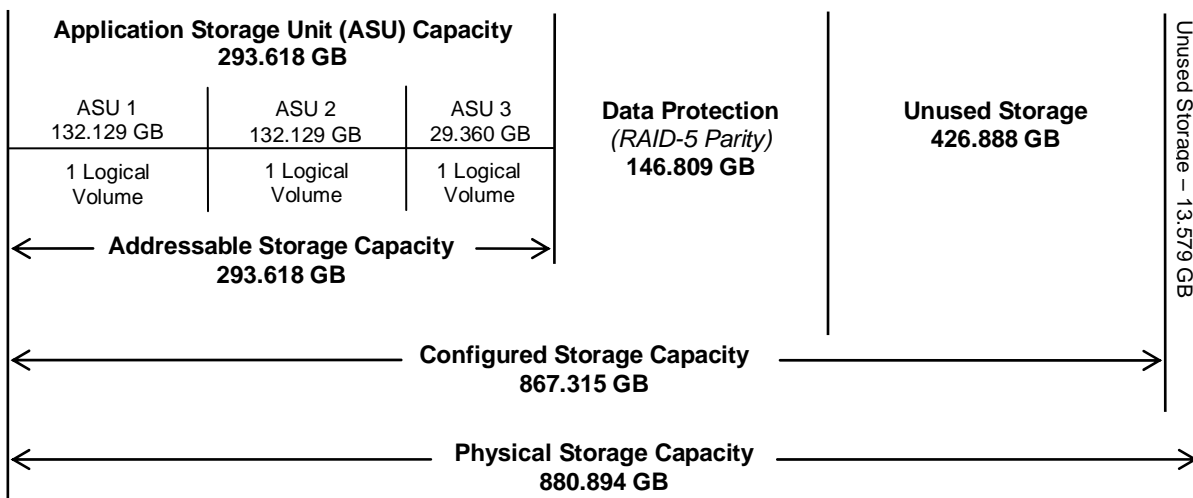 Application Storage Unit (ASU) Capacity
293.618 GB
ASU 1
132.129 GB
ASU 2
132.129 GB
ASU 3
29.360 GB
1 Logical
Volume
1 Logical
Volume
1 Logical
Volume
Addressable Storage Capacity
293.618 GB
Data Protection
(RAID-5 Parity)
146.809 GB
Unused Storage
426.888 GB
Unused Storage – 13.579 GB
Configured Storage Capacity
867.315 GB
Physical Storage Capacity
880.894 GB